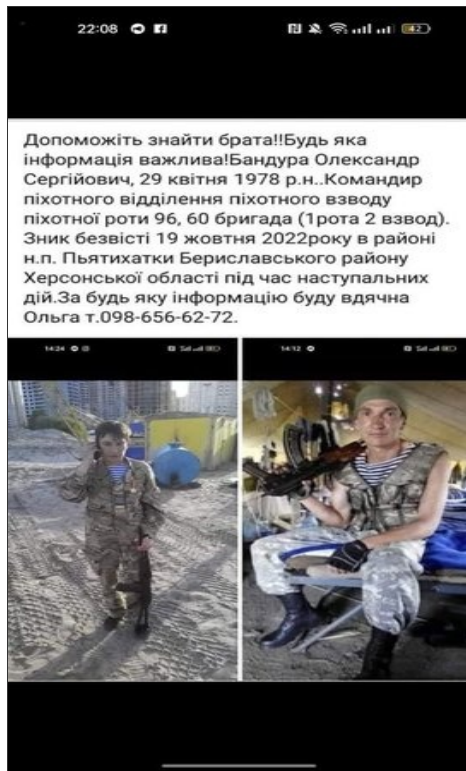 22:08
42
Допоможіть знайти брата!!Будь яка
інформація важлива!Бандура Олександр
Сергійович, 29 квітня 1978 р.н..Командир
піхотного відділення піхотного взводу
піхотної роти 96, 60 бригада (1рота 2 взвод).
Зник безвісті 19 жовтня 2022року в районі
н.п. Пьятихатки Бериславського району
Херсонської області під час наступальних
дій.За будь яку інформацію буду вдячна
Ольга т.098-656-62-72.
14:24
14:12